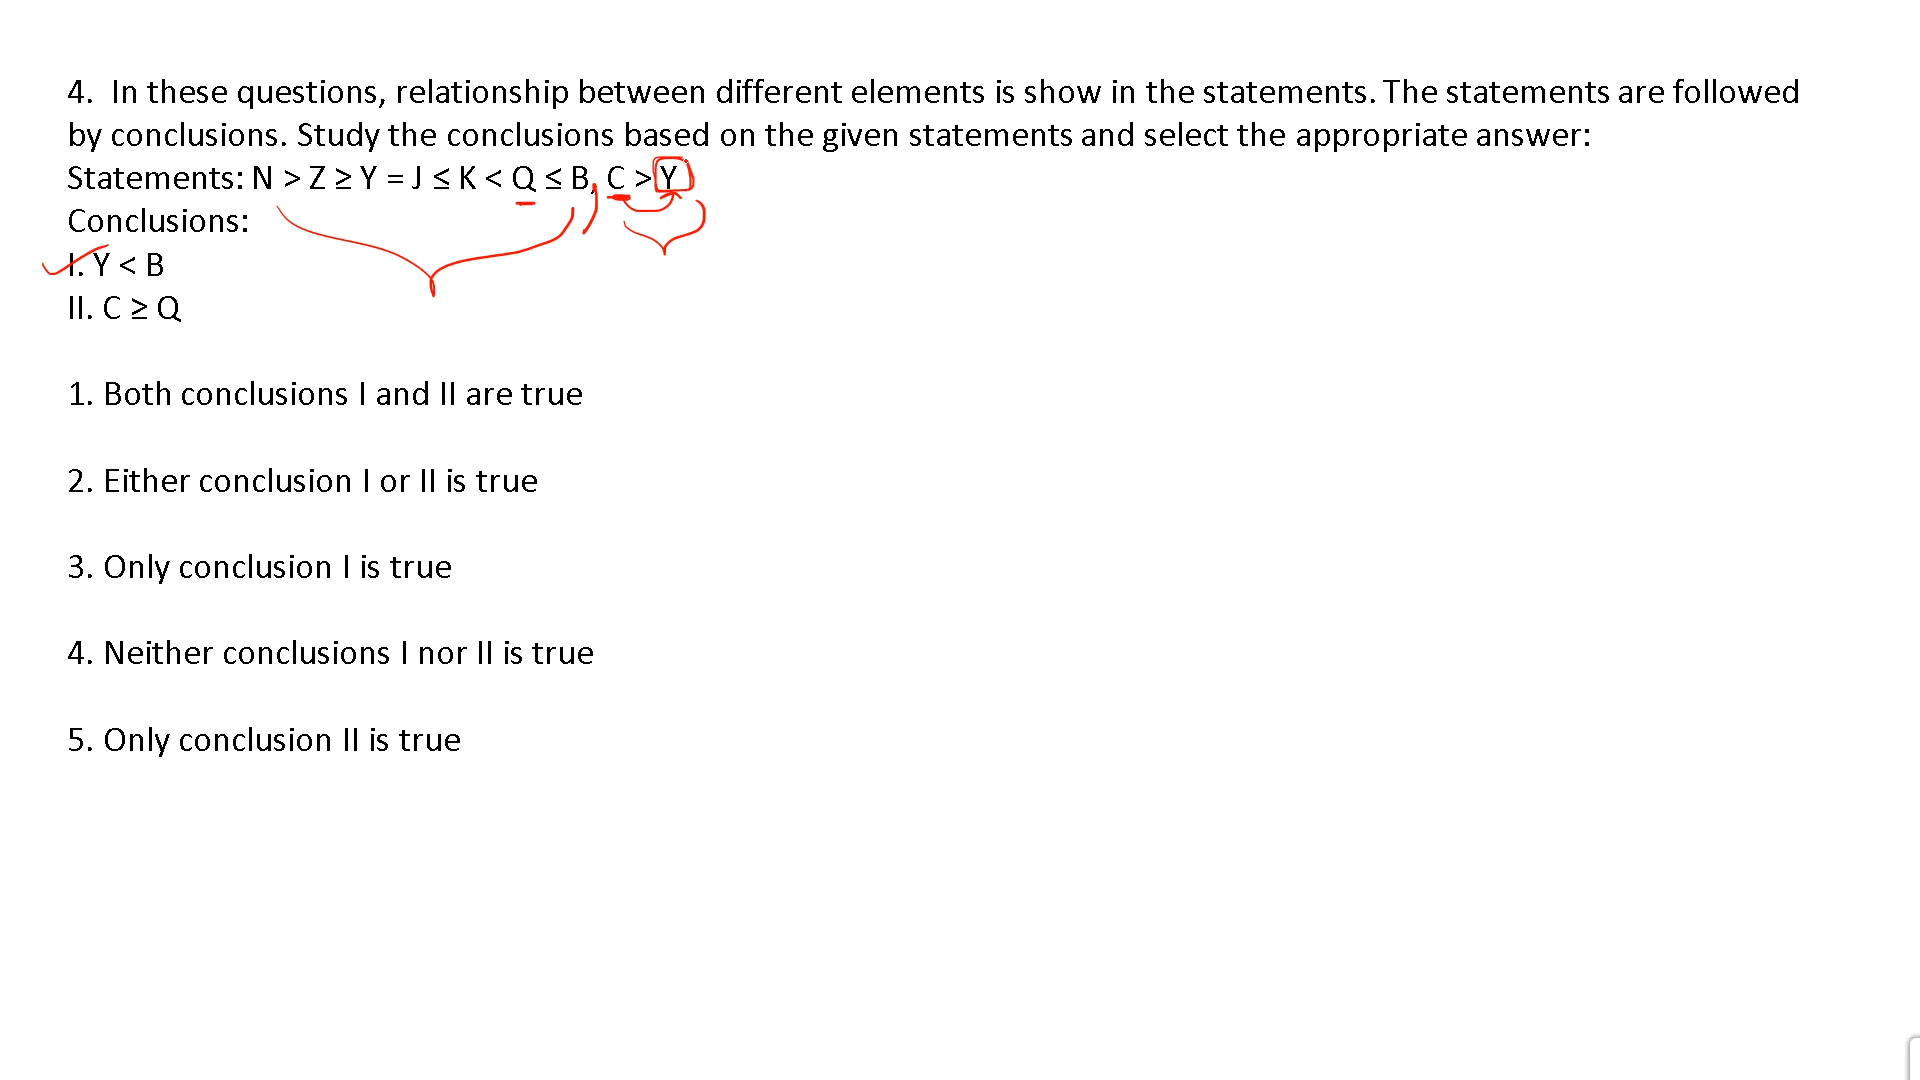 4. In these questions, relationship between different elements is show in the statements. The statements are followed
by conclusions. Study the conclusions based on the given statements and select the appropriate answer:
Statements: N > Z ≥ Y = J ≤ K < Q ≤ B, C > Y
Conclusions:
I. Y < B
II. C ≥ Q
1. Both conclusions I and II are true
2. Either conclusion I or II is true
3. Only conclusion I is true
4. Neither conclusions I nor II is true
5. Only conclusion II is true